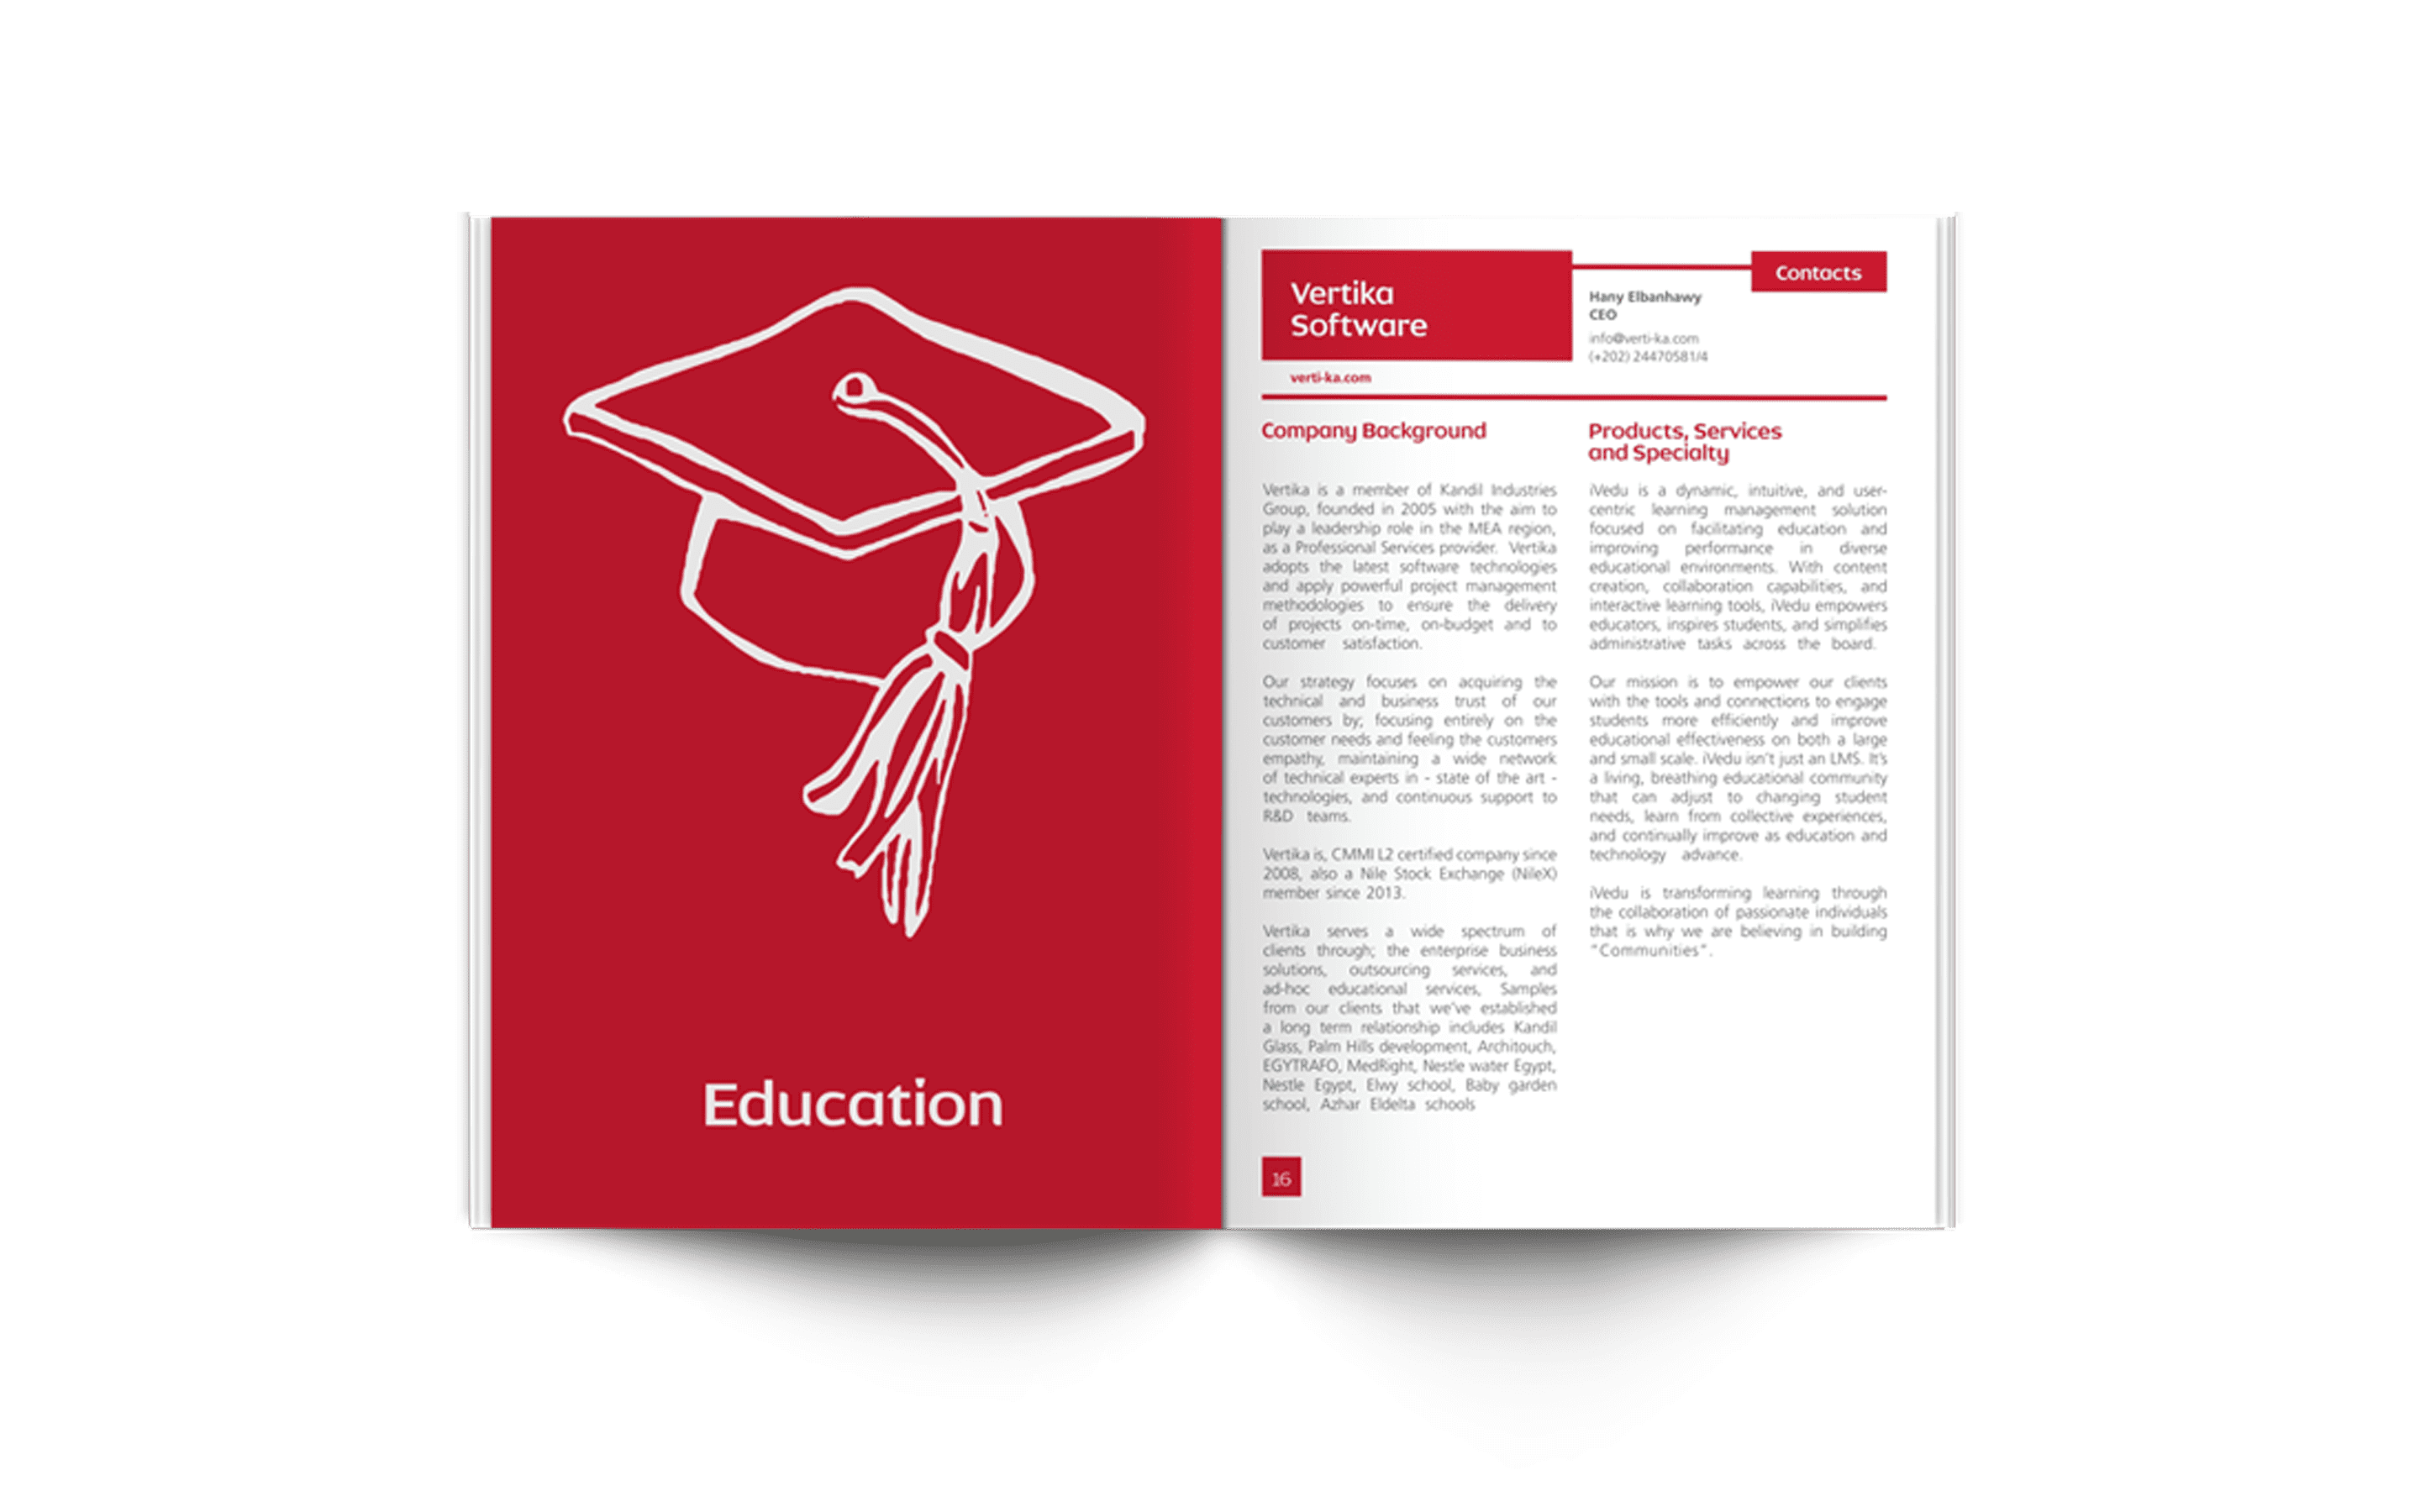 Education
Vertika
Software
verti-ka.com
Contacts
Hany Elbanhawy
CEO
info@verti-ka.com
(+202) 24470581/4
Company Background
Vertika is a member of Kandil Industries
Group, founded in 2005 with the aim to
play a leadership role in the MEA region,
as a Professional Services provider. Vertika
adopts the latest software technologies
and apply powerful project management
methodologies to ensure the delivery
of projects on-time, on-budget and to
customer satisfaction.
Our strategy focuses on acquiring the
technical and business trust of our
customers by; focusing entirely on the
customer needs and feeling the customers
empathy, maintaining a wide network
of technical experts in - state of the art -
technologies, and continuous support to
R&D teams.
Vertika is, CMMI L2 certified company since
2008, also a Nile Stock Exchange (NileX)
member since 2013.
Vertika serves a wide spectrum of
clients through; the enterprise business
solutions, outsourcing services, and
ad-hoc educational services, Samples
from our clients that we've established
a long term relationship includes Kandil
Glass, Palm Hills development, Architouch,
EGYTRAFO, MedRight, Nestle water Egypt,
Nestle Egypt, Elwy school, Baby garden
school, Azhar Eldelta schools
Products, Services
and Specialty
iVedu is a dynamic, intuitive, and user-
centric learning management solution
focused on facilitating education and
improving performance in diverse
educational environments. With content
creation, collaboration capabilities, and
interactive learning tools, iVedu empowers
educators, inspires students, and simplifies
administrative tasks across the board.
Our mission is to empower our clients
with the tools and connections to engage
students more efficiently and improve
educational effectiveness on both a large
and small scale. iVedu isn't just an LMS. It's
a living, breathing educational community
that can adjust to changing student
needs, learn from collective experiences,
and continually improve as education and
technology advance.
iVedu is transforming learning through
the collaboration of passionate individuals
that is why we are believing in building
"Communities".
16